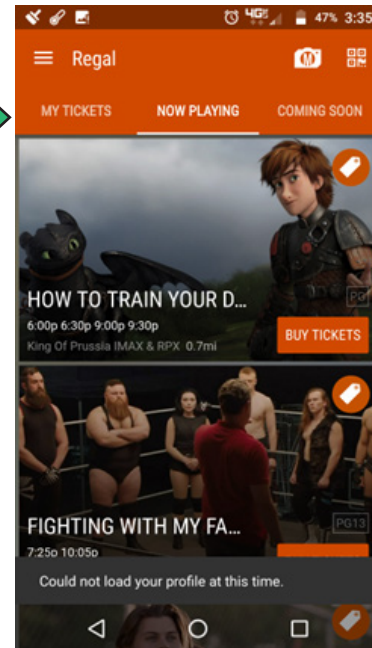 4G 47% 3:35
Regal M
MY TICKETS NOW PLAYING COMING SOON
HOW TO TRAIN YOUR D...
PG
6:00p 6:30p 9:00p 9:30p
King Of Prussia IMAX & RPX 0.7mi
BUY TICKETS
FIGHTING WITH MY FA...
PG13
7:25p 10:05p
Could not load your profile at this time.